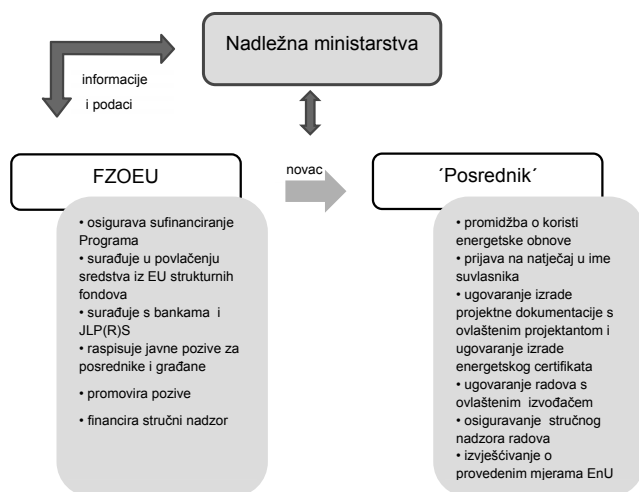 Nadležna ministarstva
informacije
i podaci
FZOEU
novac
´Posrednik´
• osigurava sufinanciranje
Programa
• surađuje u povlačenju
sredstva iz EU strukturnih
fondova
• surađuje s bankama i
JLP(R)S
• raspisuje javne pozive za
posrednike i građane
• promovira pozive
• financira stručni nadzor
• promidžba o koristi
energetske obnove
• prijava na natječaj u ime
suvlasnika
• ugovaranje izrade
projektne dokumentacije s
ovlaštenim projektantom i
ugovaranje izrade
energetskog certifikata
• ugovaranje radova s
ovlaštenim izvođačem
• osiguravanje stručnog
nadzora radova
• izvješćivanje o
provedenim mjerama EnU